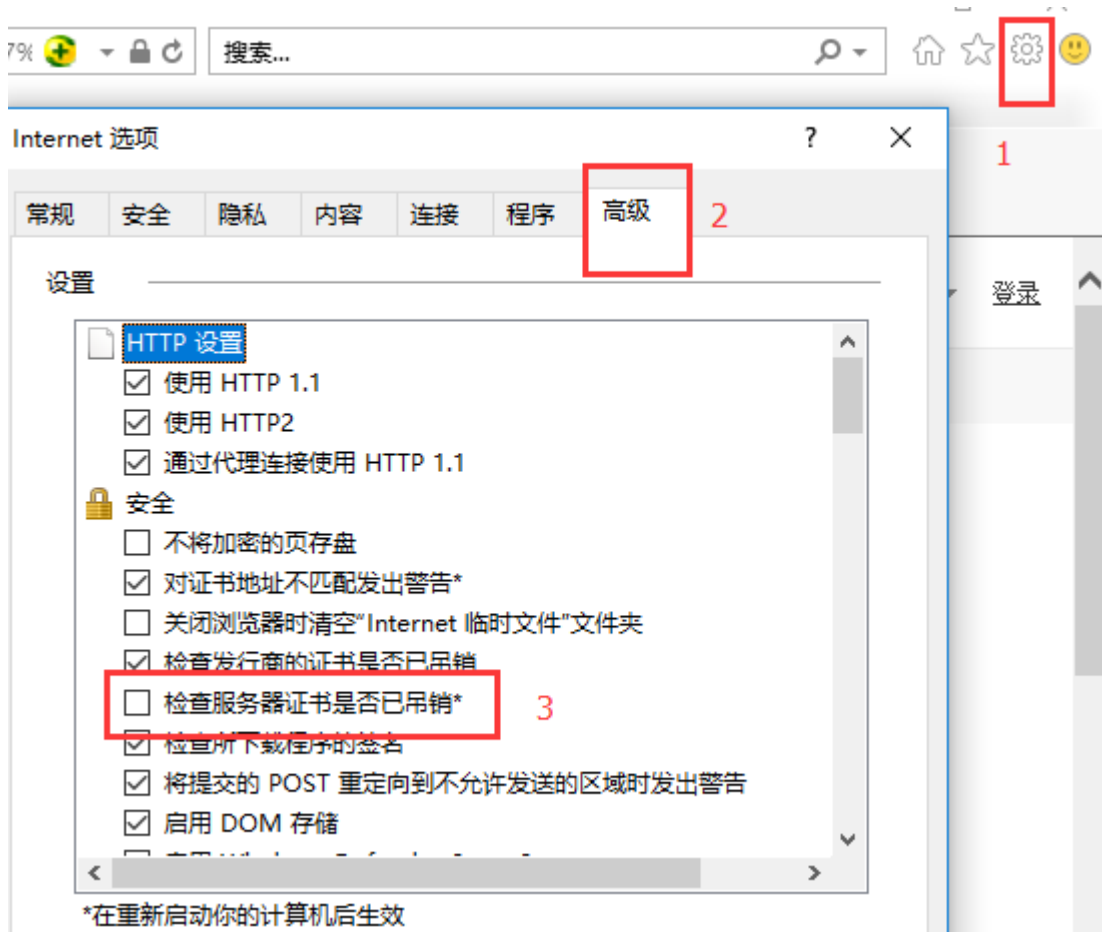 7%
搜索...
1
Internet 选项 ? ×
常规 安全 隐私 内容 连接 程序 高级 2
设置
登录
HTTP 设置
使用 HTTP 1.1
使用 HTTP2
通过代理连接使用 HTTP 1.1
安全
不将加密的页存盘
对证书地址不匹配发出警告*
关闭浏览器时清空“Internet 临时文件”文件夹
检查发行商的证书是否已吊销
检查服务器证书是否已吊销* 3
检查所下载程序的签名
将提交的 POST 重定向到不允许发送的区域时发出警告
启用 DOM 存储
*在重新启动你的计算机后生效